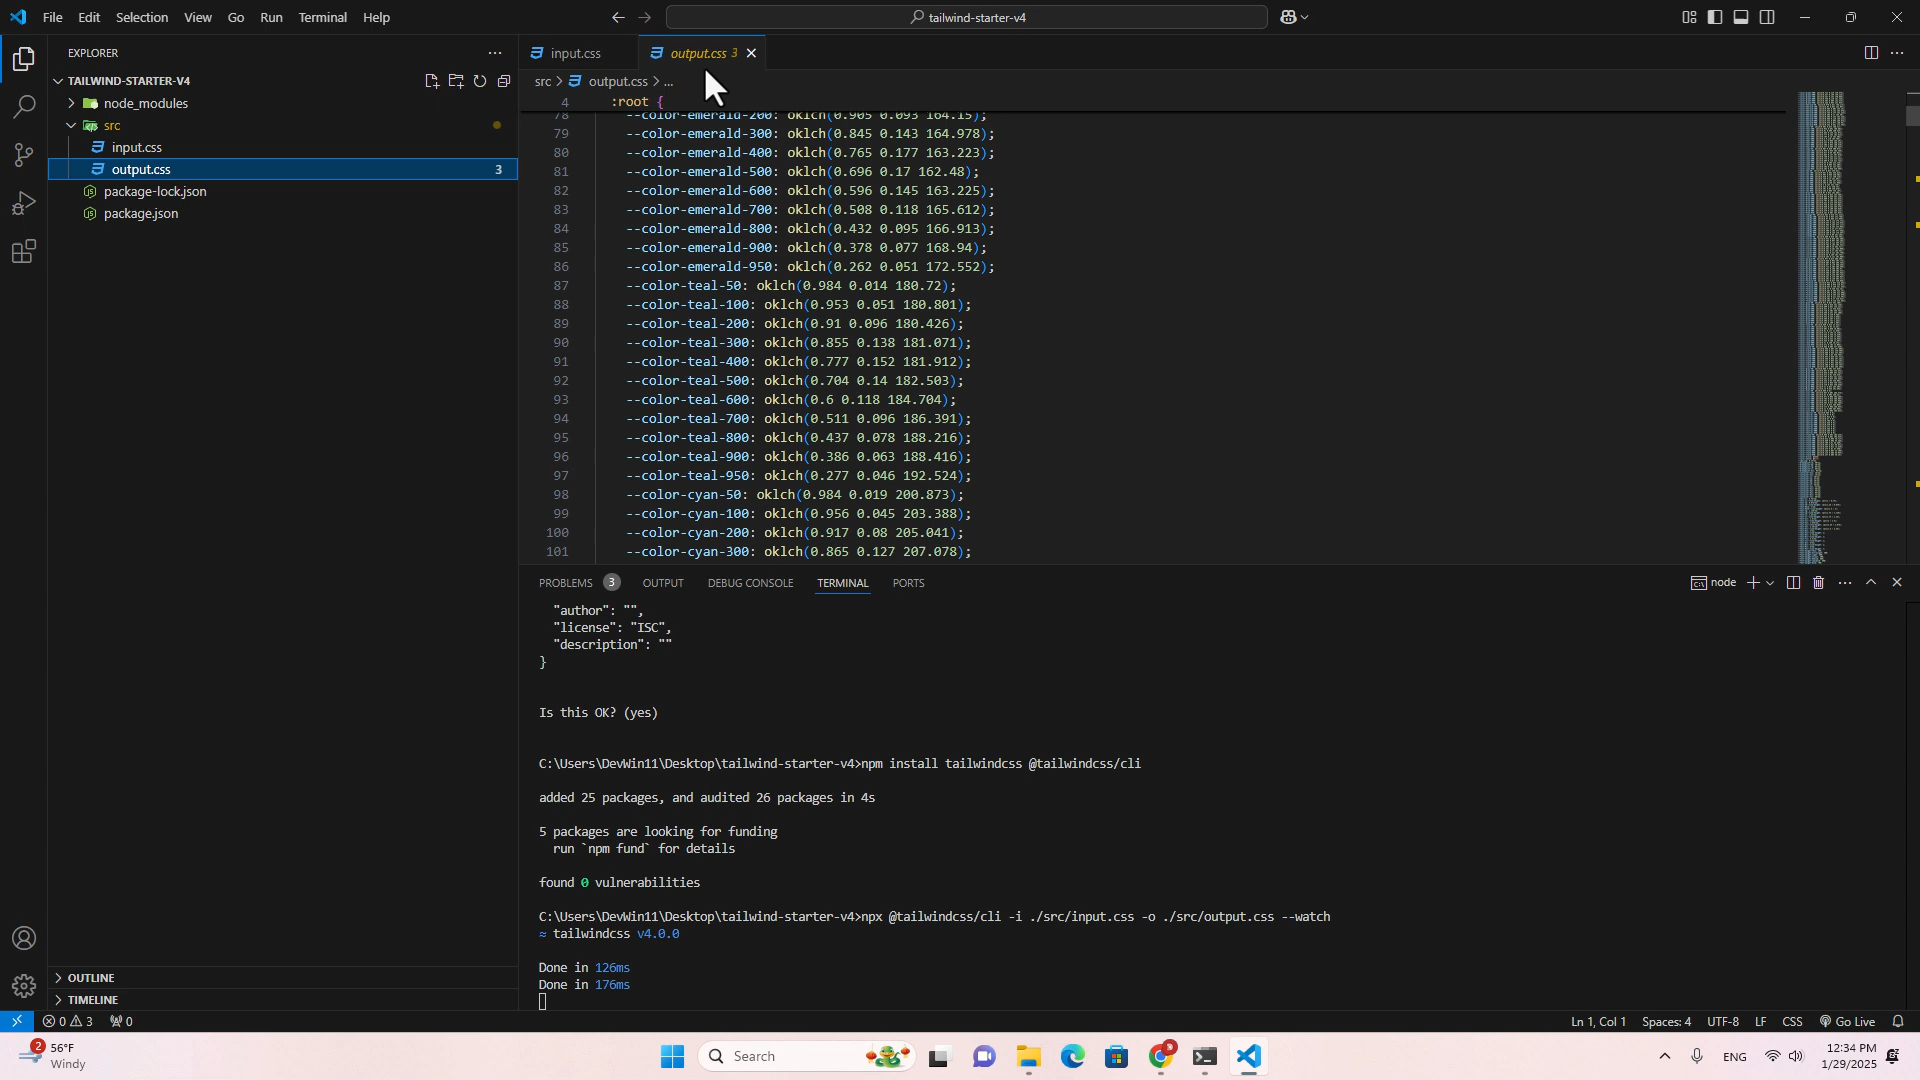 File Edit Selection View Go Run Terminal Help
tailwind-starter-v4
EXPLORER
TAILWIND-STARTER-V4
node_modules
src
input.css
output.css 3
package-lock.json
package.json
OUTLINE
TIMELINE
input.css
output.css 3
src > output.css > ...
4 :root {
78 --color-emerald-200: oklch(0.905 0.093 164.15);
79 --color-emerald-300: oklch(0.845 0.143 164.978);
80 --color-emerald-400: oklch(0.765 0.177 163.223);
81 --color-emerald-500: oklch(0.696 0.17 162.48);
82 --color-emerald-600: oklch(0.596 0.145 163.225);
83 --color-emerald-700: oklch(0.508 0.118 165.612);
84 --color-emerald-800: oklch(0.432 0.095 166.913);
85 --color-emerald-900: oklch(0.378 0.077 168.94);
86 --color-emerald-950: oklch(0.262 0.051 172.552);
87 --color-teal-50: oklch(0.984 0.014 180.72);
88 --color-teal-100: oklch(0.953 0.051 180.801);
89 --color-teal-200: oklch(0.91 0.096 180.426);
90 --color-teal-300: oklch(0.855 0.138 181.071);
91 --color-teal-400: oklch(0.777 0.152 181.912);
92 --color-teal-500: oklch(0.704 0.14 182.503);
93 --color-teal-600: oklch(0.6 0.118 184.704);
94 --color-teal-700: oklch(0.511 0.096 186.391);
95 --color-teal-800: oklch(0.437 0.078 188.216);
96 --color-teal-900: oklch(0.386 0.063 188.416);
97 --color-teal-950: oklch(0.277 0.046 192.524);
98 --color-cyan-50: oklch(0.984 0.019 200.873);
99 --color-cyan-100: oklch(0.956 0.045 203.388);
100 --color-cyan-200: oklch(0.917 0.08 205.041);
101 --color-cyan-300: oklch(0.865 0.127 207.078);
PROBLEMS 3 OUTPUT DEBUG CONSOLE TERMINAL PORTS
node
"author": "",
"license": "ISC",
"description": ""
}
Is this OK? (yes)
C:\Users\DevWin11\Desktop\tailwind-starter-v4>npm install tailwindcss @tailwindcss/cli
added 25 packages, and audited 26 packages in 4s
5 packages are looking for funding
run `npm fund` for details
found 0 vulnerabilities
C:\Users\DevWin11\Desktop\tailwind-starter-v4>npx @tailwindcss/cli -i ./src/input.css -o ./src/output.css --watch
≈ tailwindcss v4.0.0
Done in 126ms
Done in 176ms
0 3 0
Ln 1, Col 1 Spaces: 4 UTF-8 LF CSS Go Live
2 56°F
Windy
Search
ENG
12:34 PM
1/29/2025